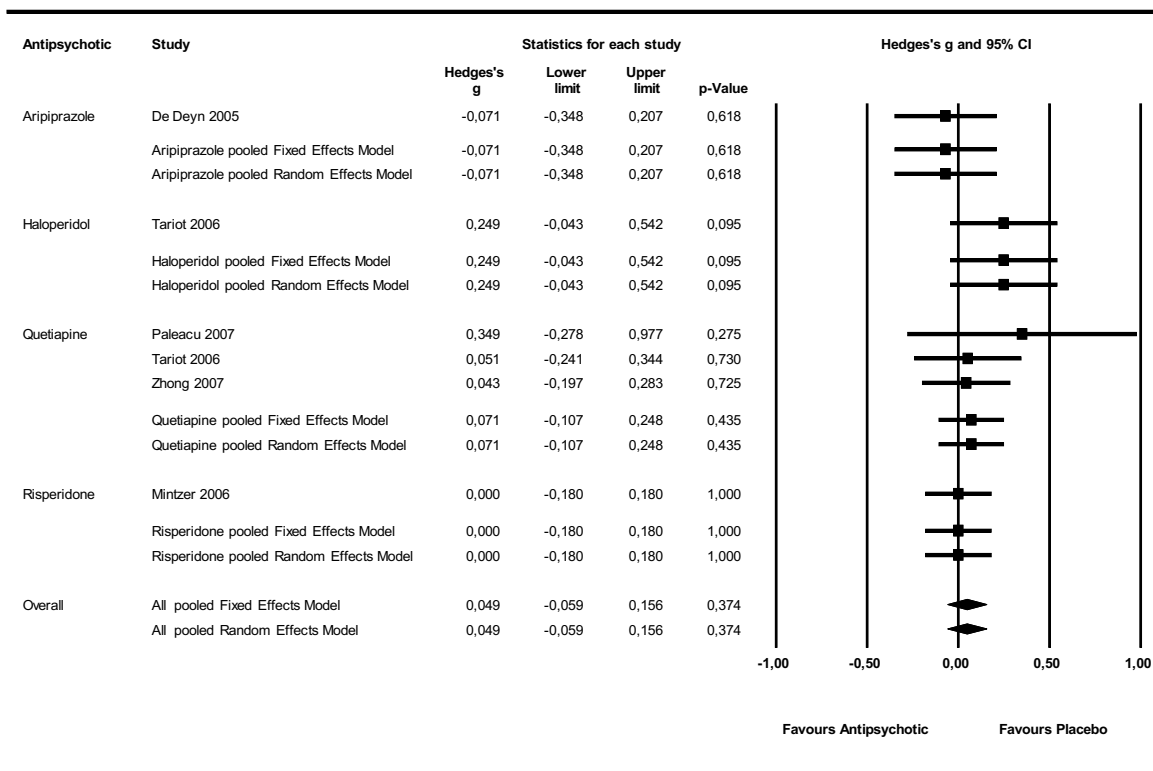 Antipsychotic Study Statistics for each study Hedges's g and 95% CI
Hedges's Lower Upper
g limit limit p-Value
Aripiprazole De Deyn 2005 -0,071 -0,348 0,207 0,618
Aripiprazole pooled Fixed Effects Model -0,071 -0,348 0,207 0,618
Aripiprazole pooled Random Effects Model -0,071 -0,348 0,207 0,618
Haloperidol Tariot 2006 0,249 -0,043 0,542 0,095
Haloperidol pooled Fixed Effects Model 0,249 -0,043 0,542 0,095
Haloperidol pooled Random Effects Model 0,249 -0,043 0,542 0,095
Quetiapine Paleacu 2007 0,349 -0,278 0,977 0,275
Tariot 2006 0,051 -0,241 0,344 0,730
Zhong 2007 0,043 -0,197 0,283 0,725
Quetiapine pooled Fixed Effects Model 0,071 -0,107 0,248 0,435
Quetiapine pooled Random Effects Model 0,071 -0,107 0,248 0,435
Risperidone Mintzer 2006 0,000 -0,180 0,180 1,000
Risperidone pooled Fixed Effects Model 0,000 -0,180 0,180 1,000
Risperidone pooled Random Effects Model 0,000 -0,180 0,180 1,000
Overall All pooled Fixed Effects Model 0,049 -0,059 0,156 0,374
All pooled Random Effects Model 0,049 -0,059 0,156 0,374
-1,00 -0,50 0,00 0,50 1,00
Favours Antipsychotic Favours Placebo